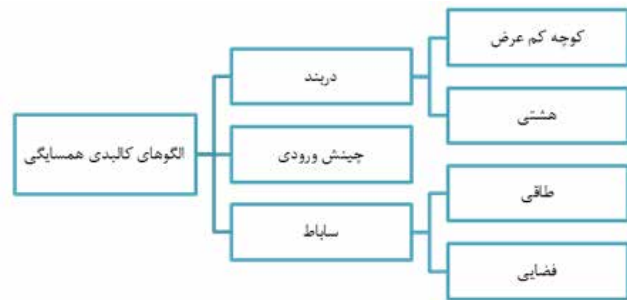 الگوهای کالبدی همسایگی
دربند
کوچه کم عرض
هشتی
چینش ورودی
ساباط
طاقی
فضایی